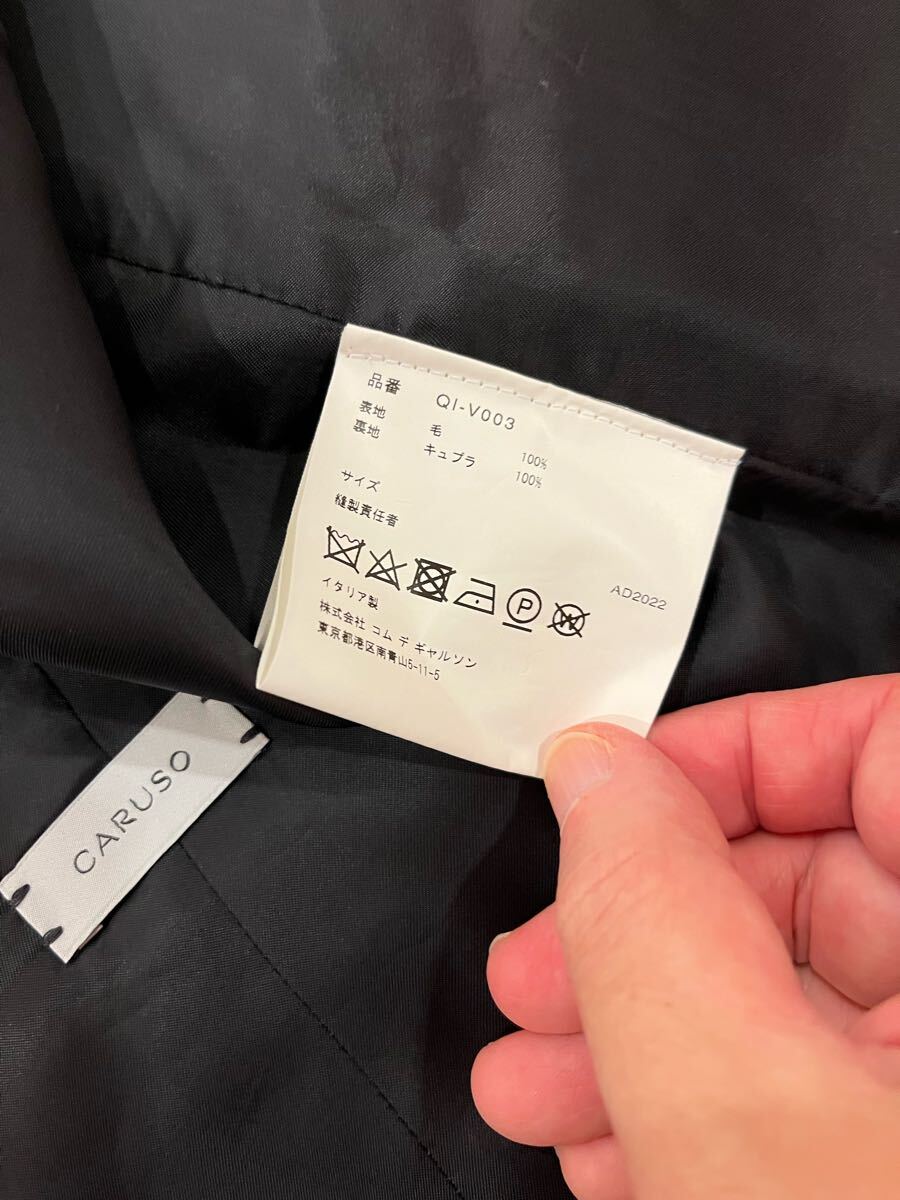 品番 QI-V003
表地 毛 100%
裏地 キュプラ 100%
サイズ
縫製責任者
P
W
AD2022
イタリア製
株式会社 コム デ ギャルソン
東京都港区南青山5-11-5
CARUSO